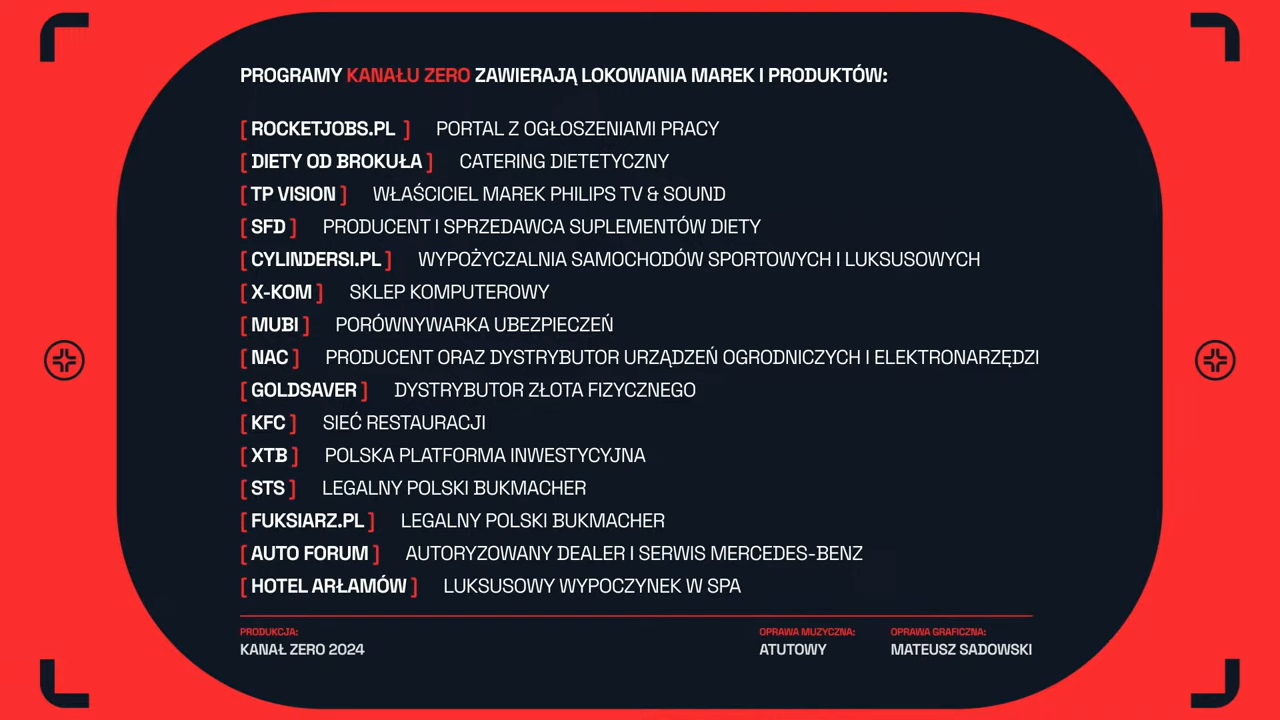 PROGRAMY KANAŁU ZERO ZAWIERAJĄ LOKOWANIA MAREK I PRODUKTÓW:
[ ROCKETJOBS.PL ] PORTAL Z OGŁOSZENIAMI PRACY
[ DIETY OD BROKUŁA ] CATERING DIETETYCZNY
[ TP VISION ] WŁAŚCICIEL MAREK PHILIPS TV & SOUND
[ SFD ] PRODUCENT I SPRZEDAWCA SUPLEMENTÓW DIETY
[ CYLINDERSI.PL ] WYPOŻYCZALNIA SAMOCHODÓW SPORTOWYCH I LUKSUSOWYCH
[ X-KOM ] SKLEP KOMPUTEROWY
[ MUBI ] PORÓWNYWARKA UBEZPIECZEŃ
[ NAC ] PRODUCENT ORAZ DYSTRYBUTOR URZĄDZEŃ OGRODNICZYCH I ELEKTRONARZĘDZI
[ GOLDSAVER ] DYSTRYBUTOR ZŁOTA FIZYCZNEGO
[ KFC ] SIEĆ RESTAURACJI
[ XTB ] POLSKA PLATFORMA INWESTYCYJNA
[ STS ] LEGALNY POLSKI BUKMACHER
[ FUKSIARZ.PL ] LEGALNY POLSKI BUKMACHER
[ AUTO FORUM ] AUTORYZOWANY DEALER I SERWIS MERCEDES-BENZ
[ HOTEL ARŁAMÓW ] LUKSUSOWY WYPOCZYNEK W SPA
PRODUKCJA:
KANAŁ ZERO 2024
OPRAWA MUZYCZNA:
ATUTOWY
OPRAWA GRAFICZNA:
MATEUSZ SADOWSKI